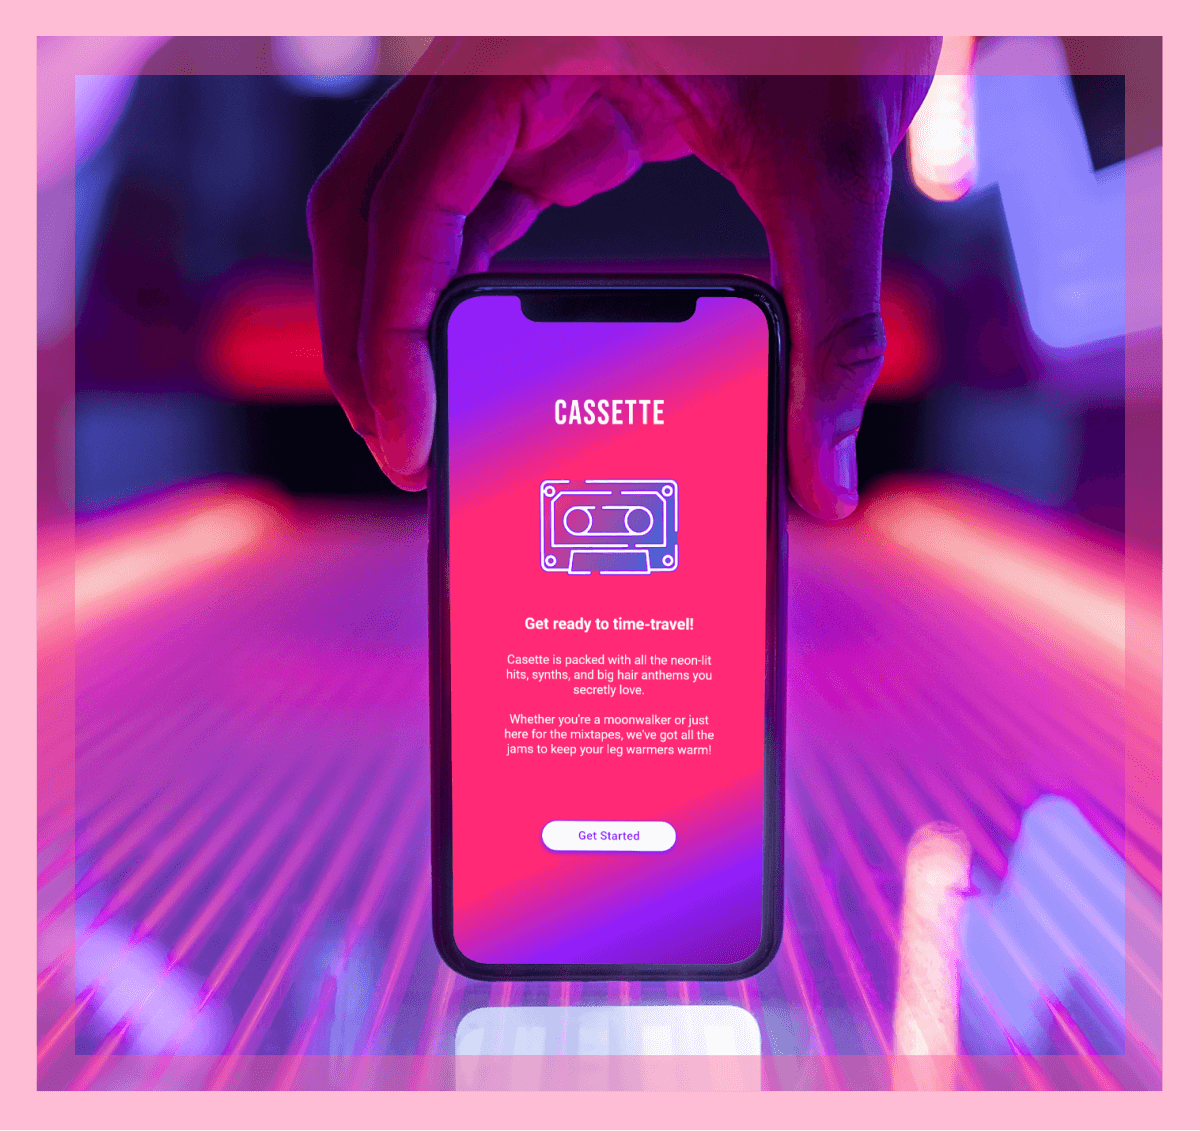 CASSETTE
Get ready to time-travel!
Casette is packed with all the neon-lit
hits, synths, and big hair anthems you
secretly love.
Whether you're a moonwalker or just
here for the mixtapes, we've got all the
jams to keep your leg warmers warm!
Get Started